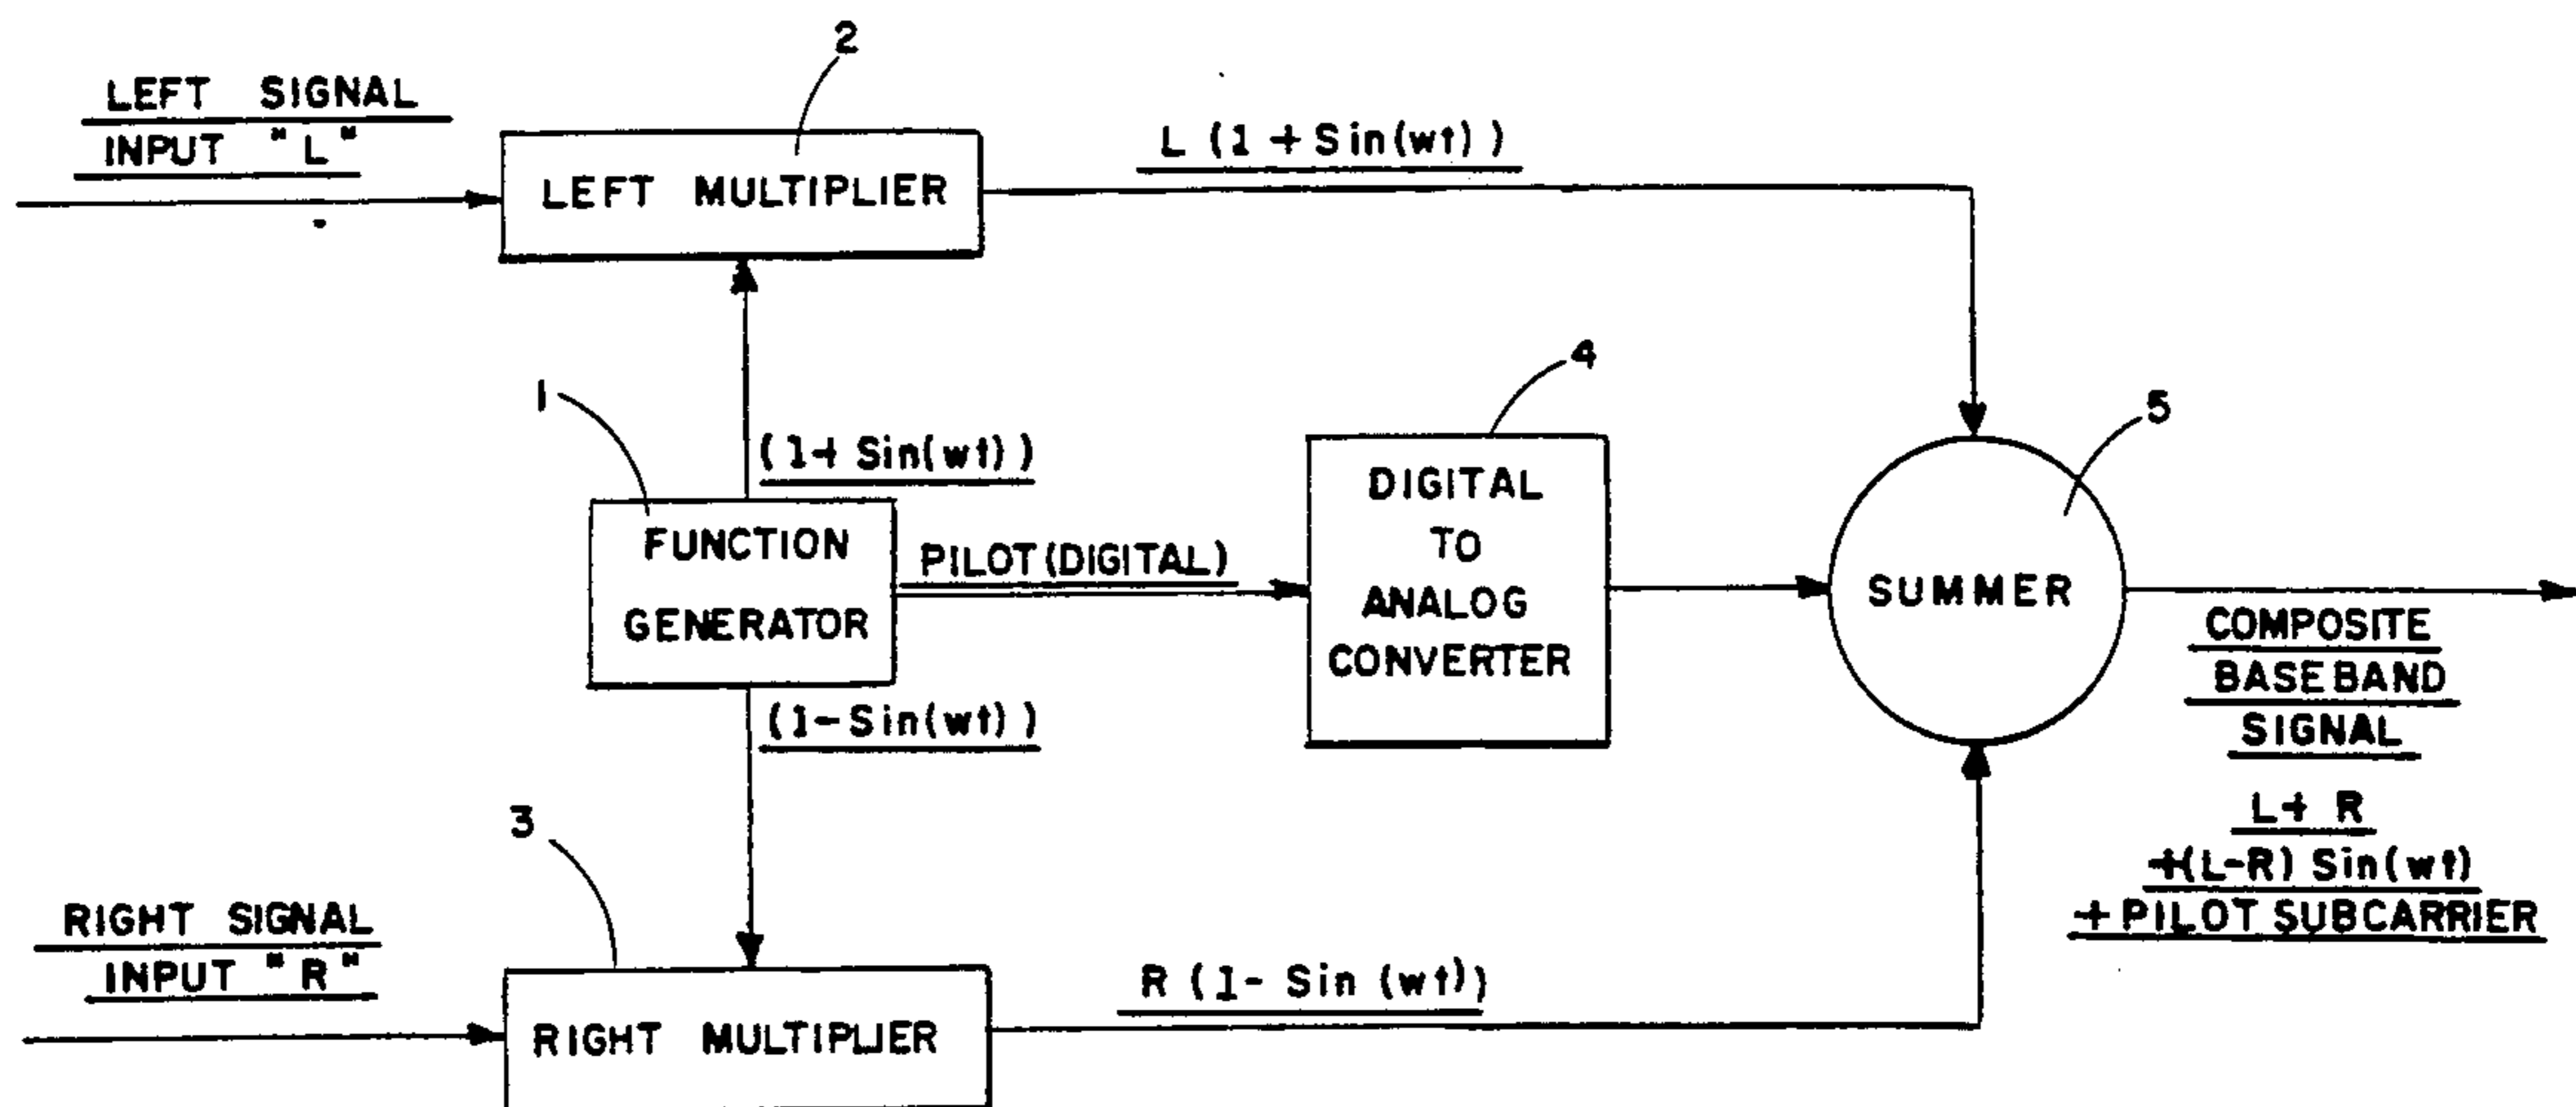 2
LEFT SIGNAL
INPUT "L"
LEFT MULTIPLIER
L (1 + Sin(wt))
1
(1+ Sin(wt))
4
5
FUNCTION
GENERATOR
PILOT (DIGITAL)
DIGITAL
TO
ANALOG
CONVERTER
SUMMER
COMPOSITE
BASEBAND
SIGNAL
L+ R
+(L-R) Sin(wt)
+ PILOT SUBCARRIER
(1- Sin(wt))
3
RIGHT SIGNAL
INPUT "R"
RIGHT MULTIPLIER
R (1- Sin (wt))